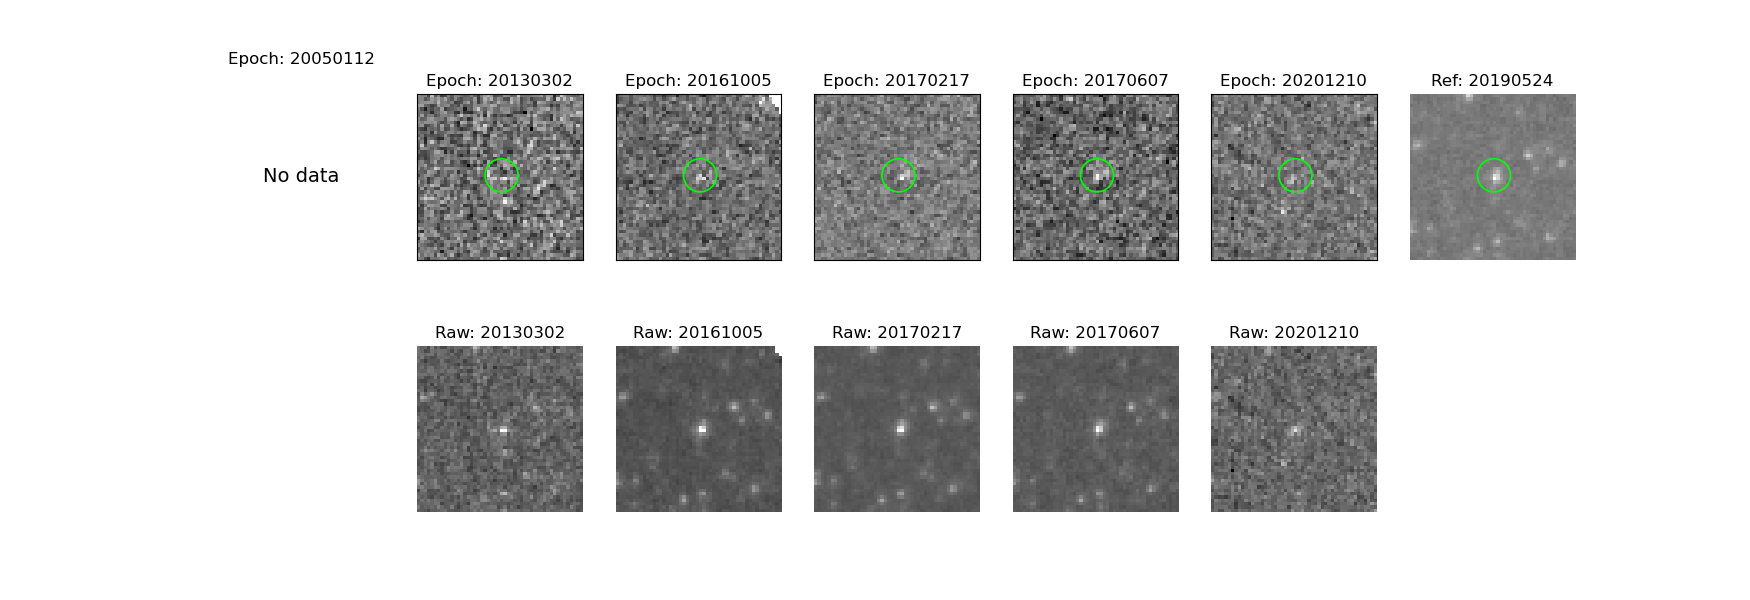 Epoch: 20050112
Epoch: 20130302
Epoch: 20161005
Epoch: 20170217
Epoch: 20170607
Epoch: 20201210
Ref: 20190524
No data
Raw: 20130302
Raw: 20161005
Raw: 20170217
Raw: 20170607
Raw: 20201210